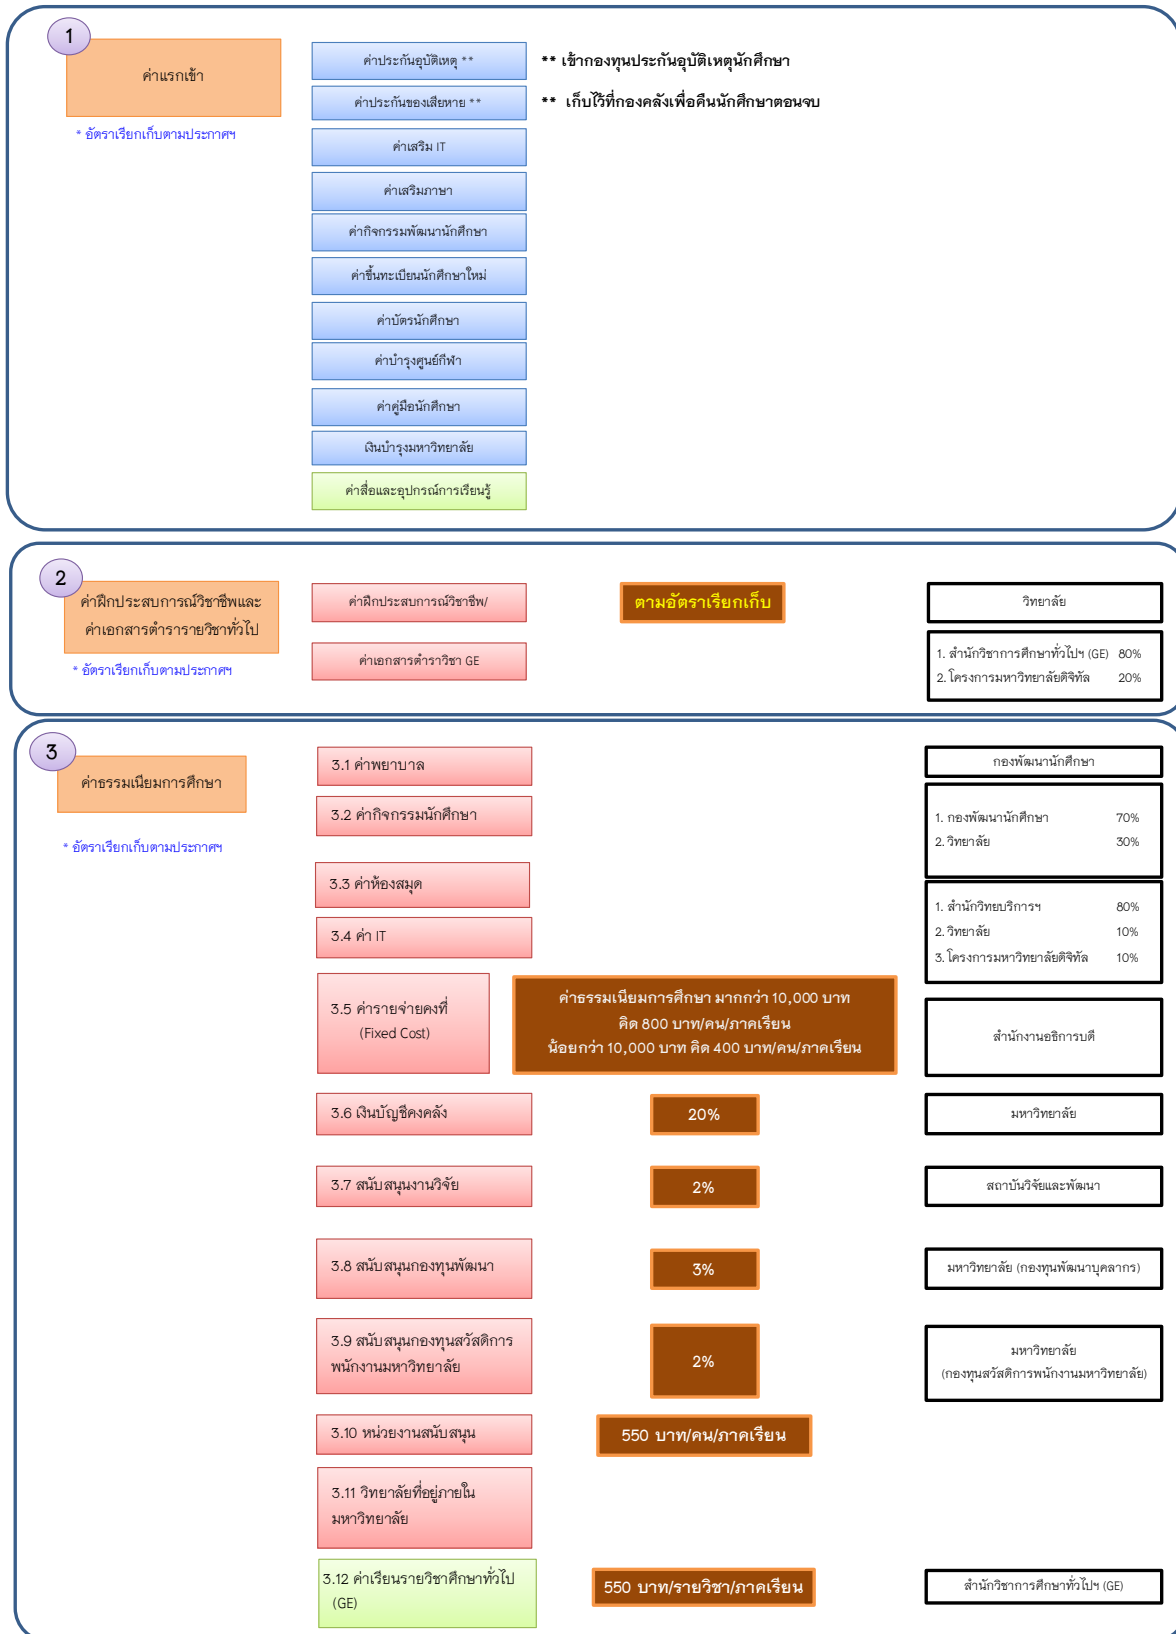 1
ค่าแรกเข้า
* อัตราเรียกเก็บตามประกาศฯ
ค่าประกันอุบัติเหตุ **
** เข้ากองทุนประกันอุบัติเหตุนักศึกษา
ค่าประกันของเสียหาย **
** เก็บไว้ที่กองคลังเพื่อคืนนักศึกษาตอนจบ
ค่าเสริม IT
ค่าเสริมภาษา
ค่ากิจกรรมพัฒนานักศึกษา
ค่าขึ้นทะเบียนนักศึกษาใหม่
ค่าบัตรนักศึกษา
ค่าบำรุงศูนย์กีฬา
ค่าคู่มือนักศึกษา
เงินบำรุงมหาวิทยาลัย
ค่าสื่อและอุปกรณ์การเรียนรู้
2
ค่าฝึกประสบการณ์วิชาชีพและ
ค่าเอกสารตำรารายวิชาทั่วไป
* อัตราเรียกเก็บตามประกาศฯ
ค่าฝึกประสบการณ์วิชาชีพ/
ตามอัตราเรียกเก็บ
วิทยาลัย
ค่าเอกสารตำราวิชา GE
1. สำนักวิชาการศึกษาทั่วไปฯ (GE) 80%
2. โครงการมหาวิทยาลัยดิจิทัล 20%
3
ค่าธรรมเนียมการศึกษา
* อัตราเรียกเก็บตามประกาศฯ
3.1 ค่าพยาบาล
กองพัฒนานักศึกษา
3.2 ค่ากิจกรรมนักศึกษา
1. กองพัฒนานักศึกษา 70%
2. วิทยาลัย 30%
3.3 ค่าห้องสมุด
3.4 ค่า IT
1. สำนักวิทยบริการฯ 80%
2. วิทยาลัย 10%
3. โครงการมหาวิทยาลัยดิจิทัล 10%
3.5 ค่ารายจ่ายคงที่
(Fixed Cost)
ค่าธรรมเนียมการศึกษา มากกว่า 10,000 บาท
คิด 800 บาท/คน/ภาคเรียน
น้อยกว่า 10,000 บาท คิด 400 บาท/คน/ภาคเรียน
สำนักงานอธิการบดี
3.6 เงินบัญชีคงคลัง
20%
มหาวิทยาลัย
3.7 สนับสนุนงานวิจัย
2%
สถาบันวิจัยและพัฒนา
3.8 สนับสนุนกองทุนพัฒนา
3%
มหาวิทยาลัย (กองทุนพัฒนาบุคลากร)
3.9 สนับสนุนกองทุนสวัสดิการ
พนักงานมหาวิทยาลัย
2%
มหาวิทยาลัย
(กองทุนสวัสดิการพนักงานมหาวิทยาลัย)
3.10 หน่วยงานสนับสนุน
550 บาท/คน/ภาคเรียน
3.11 วิทยาลัยที่อยู่ภายใน
มหาวิทยาลัย
3.12 ค่าเรียนรายวิชาศึกษาทั่วไป
(GE)
550 บาท/รายวิชา/ภาคเรียน
สำนักวิชาการศึกษาทั่วไปฯ (GE)